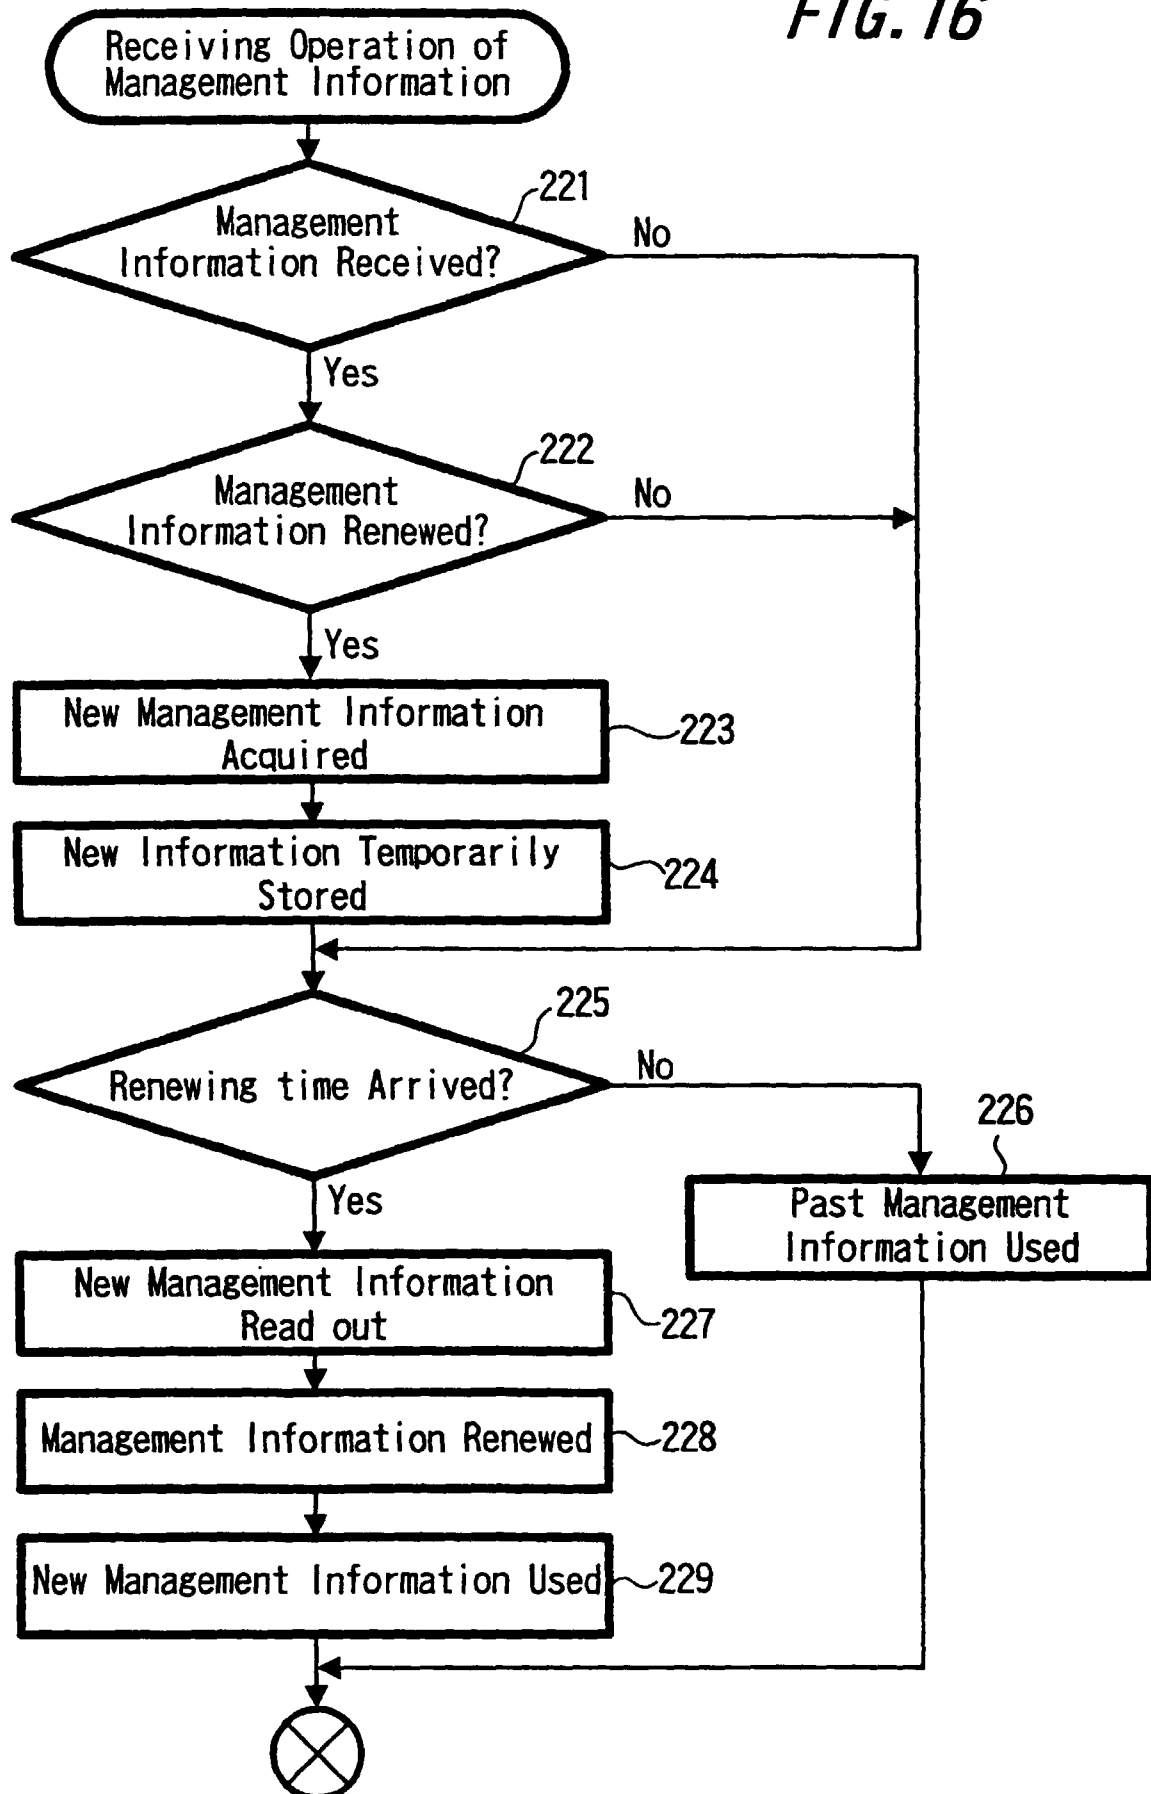 FIG. 16
Receiving Operation of
Management Information
221
Management
Information Received?
No
Yes
222
Management
Information Renewed?
No
Yes
New Management Information
Acquired
223
New Information Temporarily
Stored
224
225
Renewing time Arrived?
No
226
Past Management
Information Used
Yes
New Management Information
Read out
227
Management Information Renewed
228
New Management Information Used
229